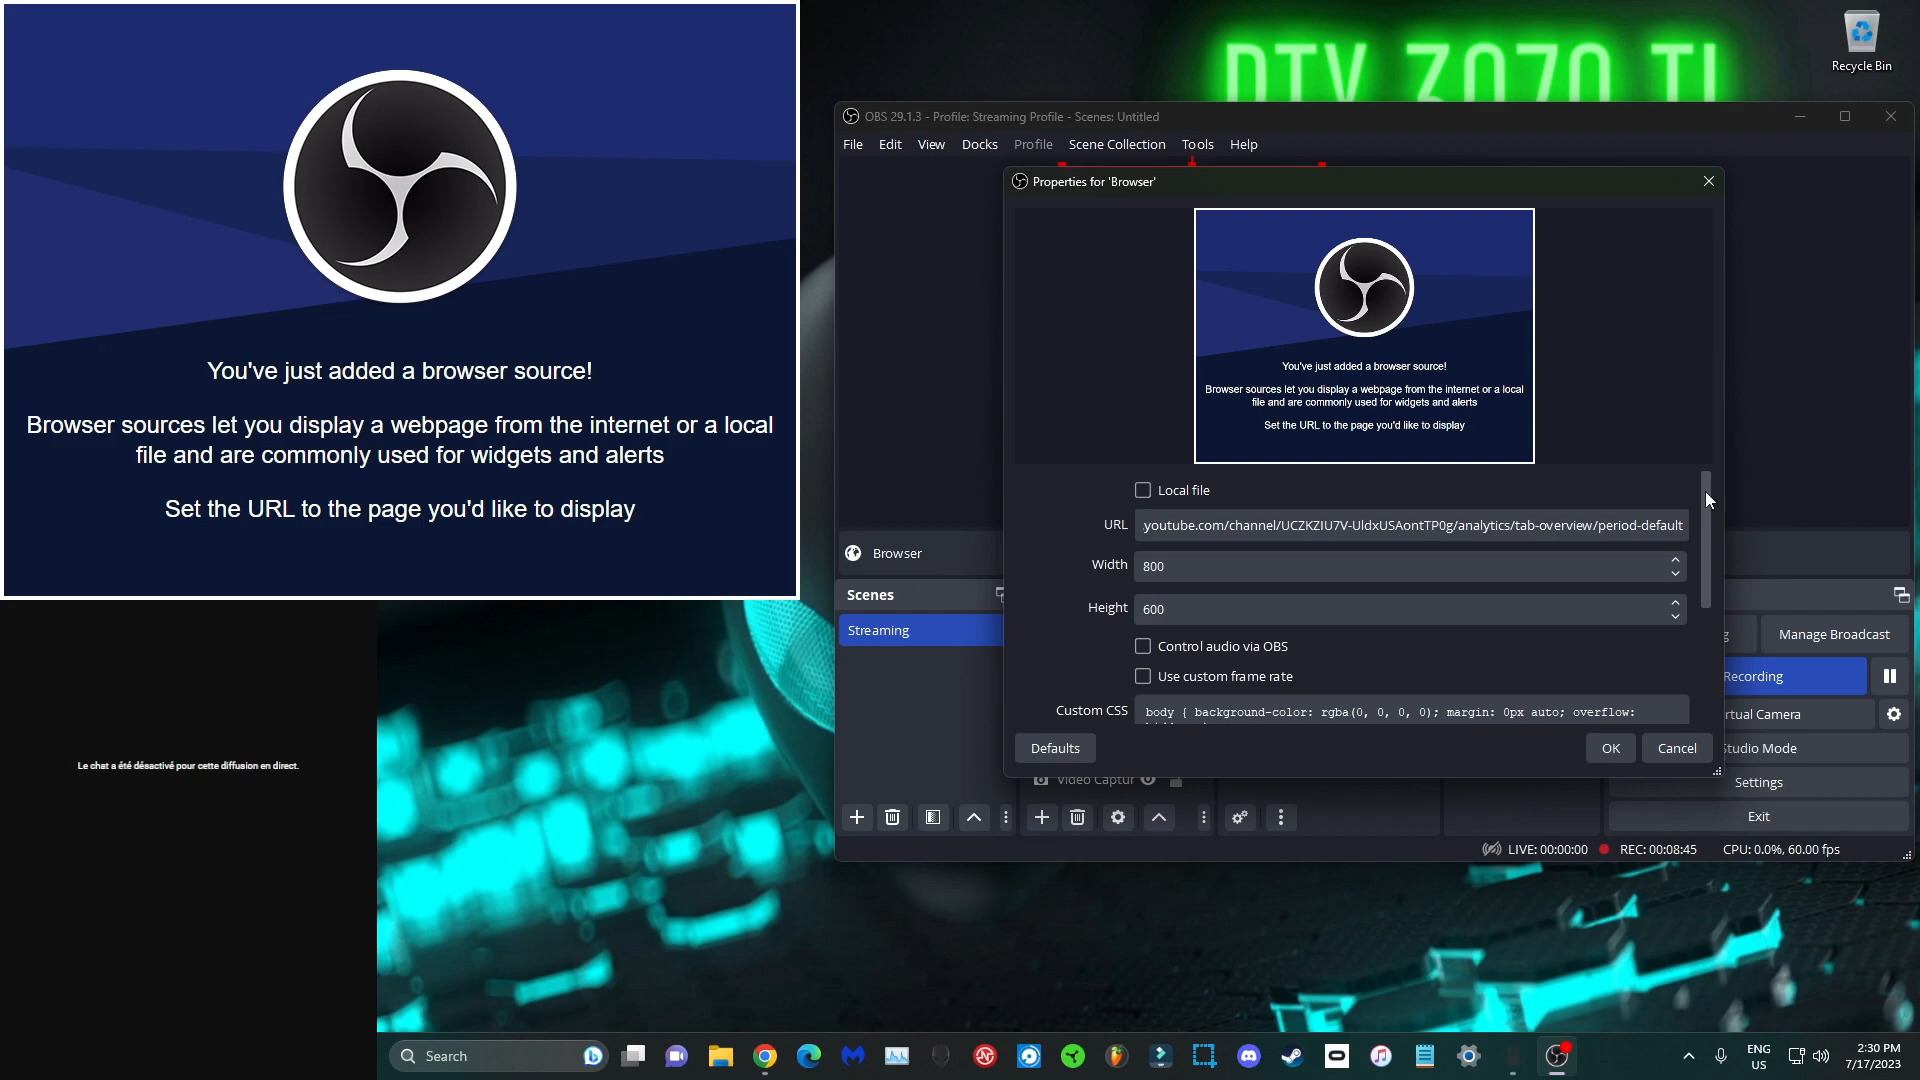 You've just added a browser source!
Browser sources let you display a webpage from the internet or a local
file and are commonly used for widgets and alerts
Set the URL to the page you'd like to display
Le chat a été désactivé pour cette diffusion en direct.
RTX 3070 TI
Recycle Bin
OBS 29.1.3 - Profile: Streaming Profile - Scenes: Untitled
File Edit View Docks Profile Scene Collection Tools Help
Properties for 'Browser'
You've just added a browser source!
Browser sources let you display a webpage from the internet or a local
file and are commonly used for widgets and alerts
Set the URL to the page you'd like to display
Local file
URL .youtube.com/channel/UCZKZIU7V-UldxUSAontTP0g/analytics/tab-overview/period-default
Width 800
Height 600
Control audio via OBS
Use custom frame rate
Custom CSS body { background-color: rgba(0, 0, 0, 0); margin: 0px auto; overflow:
Defaults OK Cancel
Browser
Scenes
Streaming
Video Captur
Manage Broadcast
Recording
rtual Camera
Studio Mode
Settings
Exit
LIVE: 00:00:00 REC: 00:08:45 CPU: 0.0%, 60.00 fps
Search
ENG
US
2:30 PM
7/17/2023